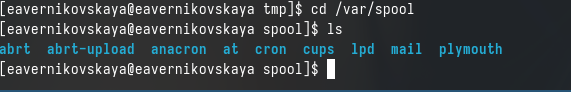 [eavernikovskaya@eavernikovskaya tmp]$ cd /var/spool
[eavernikovskaya@eavernikovskaya spool]$ ls
abrt  abrt-upload  anacron  at  cron  cups  lpd  mail  plymouth
[eavernikovskaya@eavernikovskaya spool]$